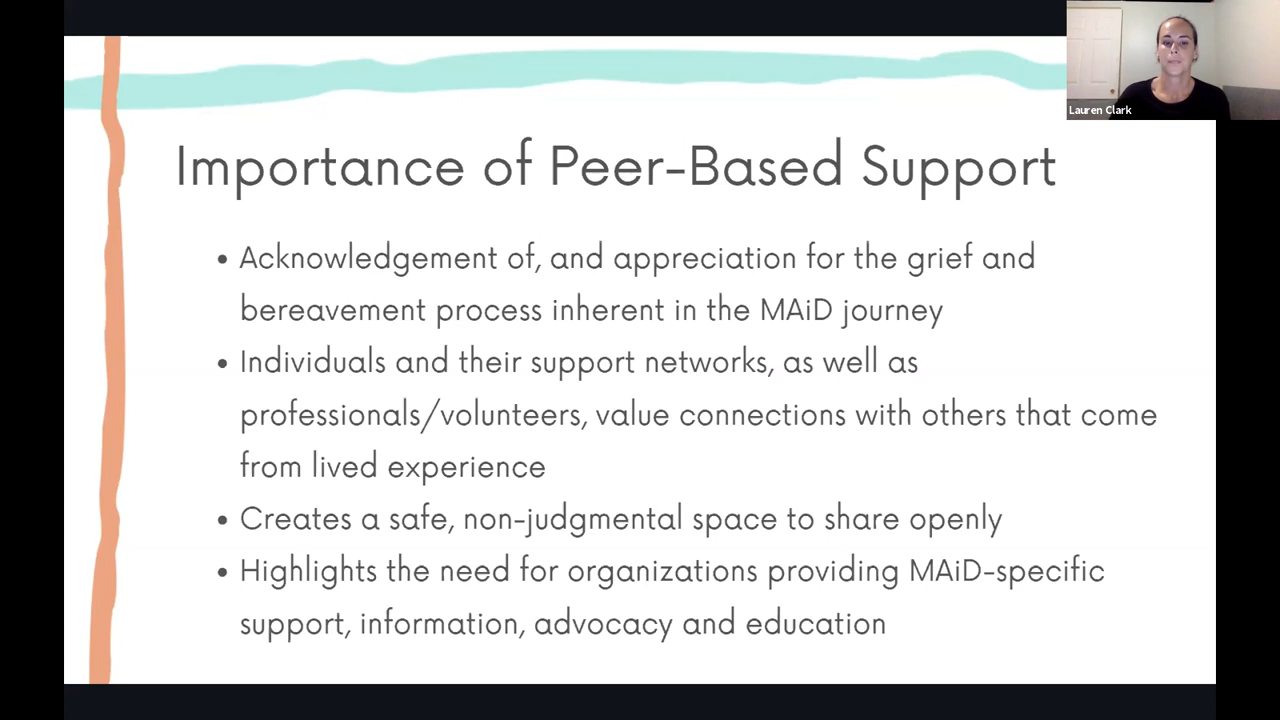 Lauren Clark
Importance of Peer-Based Support
• Acknowledgement of, and appreciation for the grief and
bereavement process inherent in the MAiD journey
• Individuals and their support networks, as well as
professionals/volunteers, value connections with others that come
from lived experience
• Creates a safe, non-judgmental space to share openly
• Highlights the need for organizations providing MAiD-specific
support, information, advocacy and education